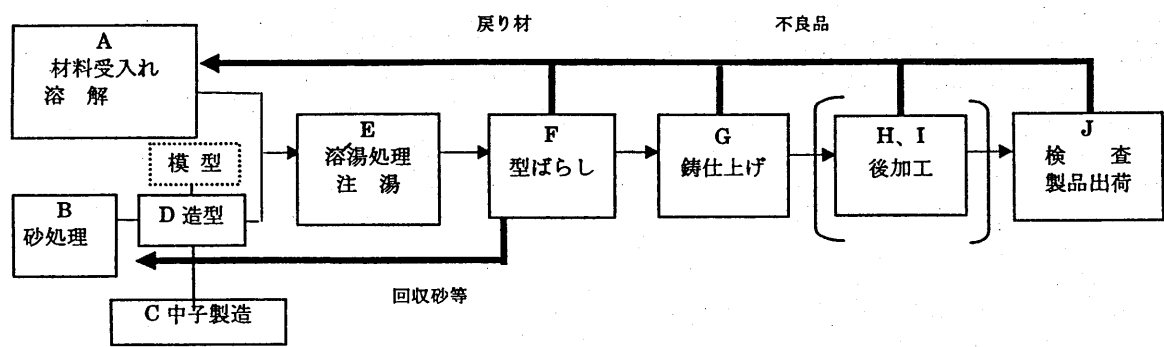 戻り材
不良品
A
材料受入れ
溶 解
模 型
B
砂処理
D 造型
C 中子製造
E
溶湯処理
注 湯
F
型ばらし
G
鋳仕上げ
H、I
後加工
J
検 査
製品出荷
回収砂等